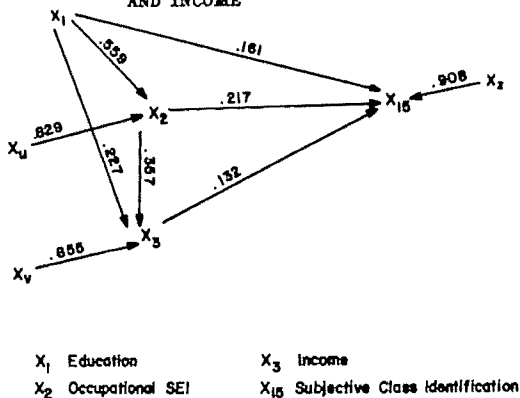 AND INCOME
X1
.559
.161
.908
Xz
X15
X2
.217
.829
Xu
.227
.357
.132
X3
.855
Xv
X1 Education X3 Income
X2 Occupational SEI X15 Subjective Class Identification